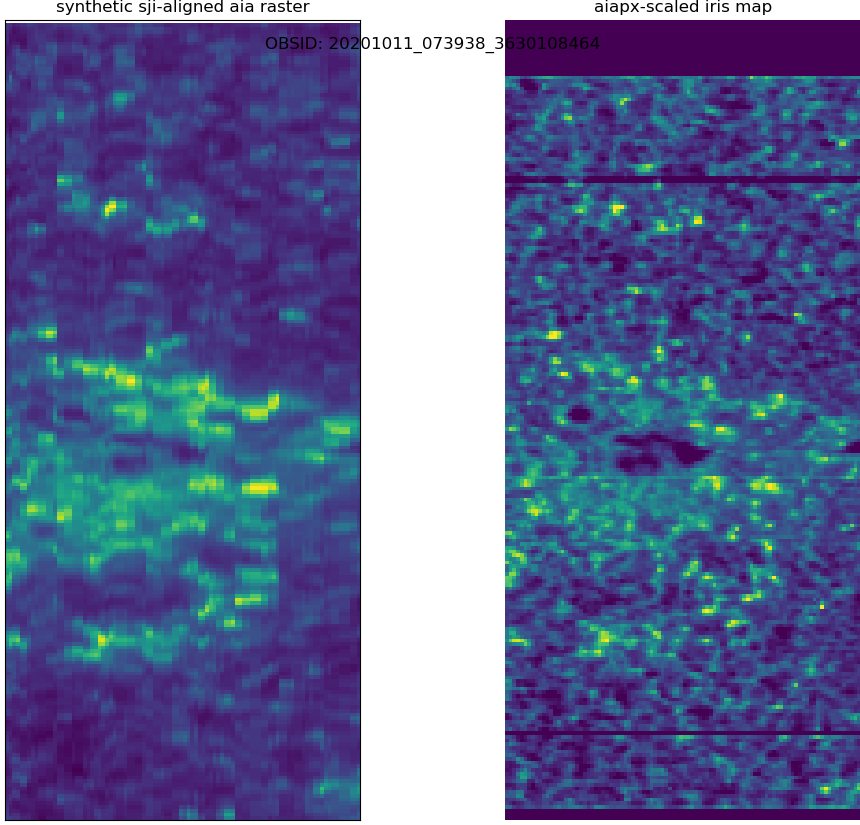 synthetic sji-aligned aia raster
aiapx-scaled iris map
OBSID: 20201011_073938_3630108464